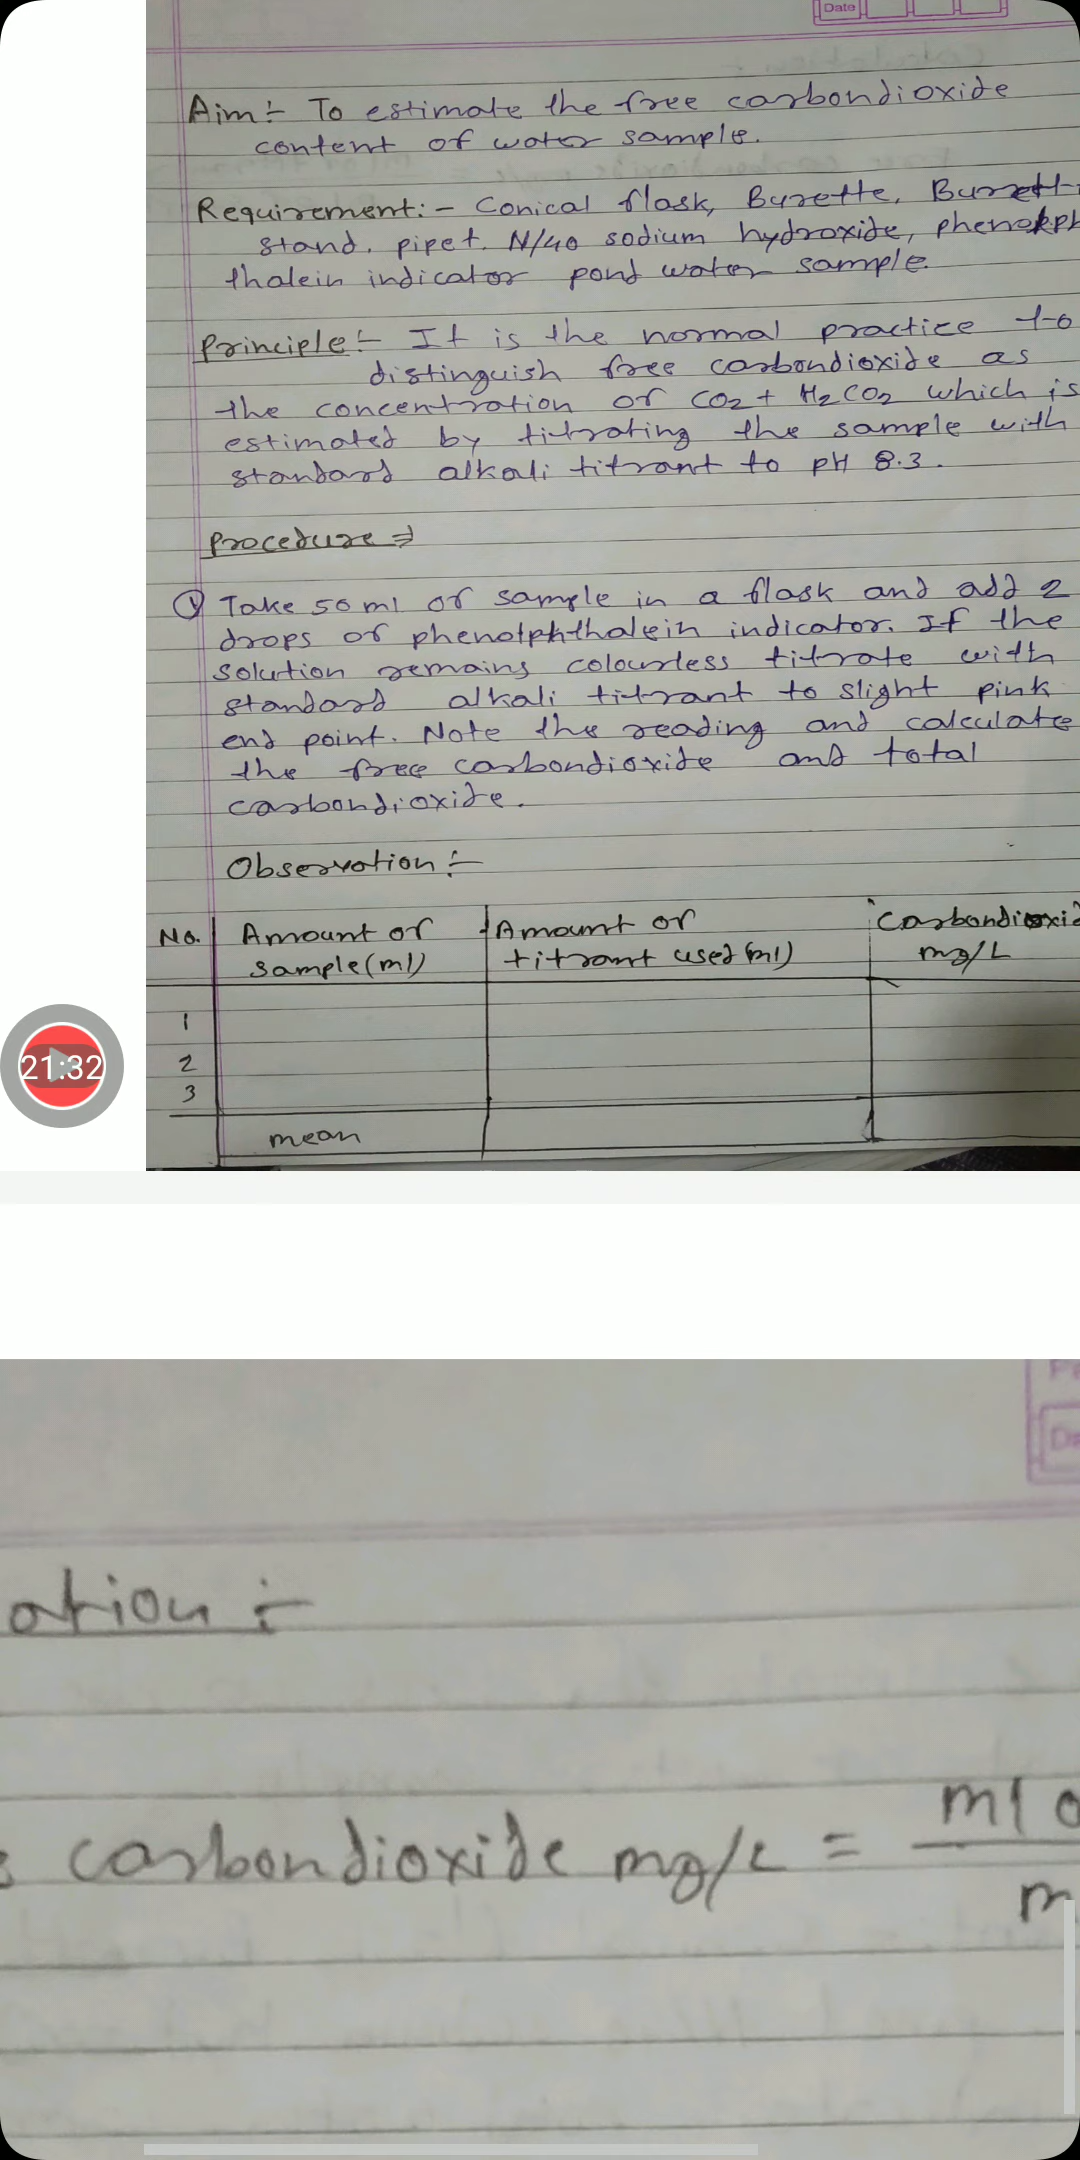 Date
Aim :- To estimate the free carbondioxide
content of water sample.
Requirement :- Conical flask, Burette, Burrett
stand. pipet. N/40 sodium hydroxide, phenolph
thalein indicator pond water sample.
Principle :- It is the normal practice to
distinguish free carbondioxide as
the concentration of CO2 + H2CO2 which is
estimated by titrating the sample with
standard alkali titrant to pH 8.3.
Procedure ⇒
① Take 50 ml of sample in a flask and add 2
drops of phenolphthalein indicator. If the
solution remains colourless titrate with
standard alkali titrant to slight pink
end point. Note the reading and calculate
the free carbondioxide and total
carbondioxide.
Observation :-
No. Amount of sample (ml) Amount of titrant used (ml) Carbondioxid mg/L
1
2
3
mean
21:32
ation :-
carbondioxide mg/L = ml
m